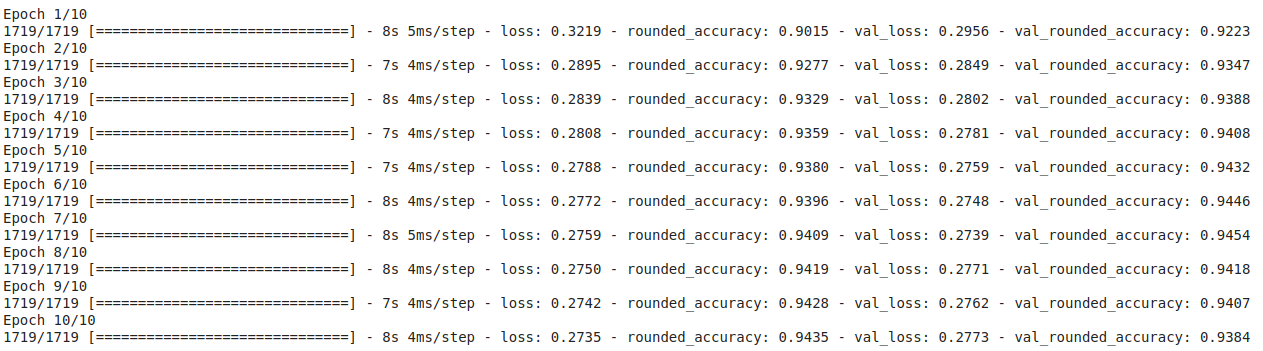 Epoch 1/10
1719/1719 [==============================] - 8s 5ms/step - loss: 0.3219 - rounded_accuracy: 0.9015 - val_loss: 0.2956 - val_rounded_accuracy: 0.9223
Epoch 2/10
1719/1719 [==============================] - 7s 4ms/step - loss: 0.2895 - rounded_accuracy: 0.9277 - val_loss: 0.2849 - val_rounded_accuracy: 0.9347
Epoch 3/10
1719/1719 [==============================] - 8s 4ms/step - loss: 0.2839 - rounded_accuracy: 0.9329 - val_loss: 0.2802 - val_rounded_accuracy: 0.9388
Epoch 4/10
1719/1719 [==============================] - 7s 4ms/step - loss: 0.2808 - rounded_accuracy: 0.9359 - val_loss: 0.2781 - val_rounded_accuracy: 0.9408
Epoch 5/10
1719/1719 [==============================] - 7s 4ms/step - loss: 0.2788 - rounded_accuracy: 0.9380 - val_loss: 0.2759 - val_rounded_accuracy: 0.9432
Epoch 6/10
1719/1719 [==============================] - 8s 4ms/step - loss: 0.2772 - rounded_accuracy: 0.9396 - val_loss: 0.2748 - val_rounded_accuracy: 0.9446
Epoch 7/10
1719/1719 [==============================] - 8s 5ms/step - loss: 0.2759 - rounded_accuracy: 0.9409 - val_loss: 0.2739 - val_rounded_accuracy: 0.9454
Epoch 8/10
1719/1719 [==============================] - 8s 4ms/step - loss: 0.2750 - rounded_accuracy: 0.9419 - val_loss: 0.2771 - val_rounded_accuracy: 0.9418
Epoch 9/10
1719/1719 [==============================] - 7s 4ms/step - loss: 0.2742 - rounded_accuracy: 0.9428 - val_loss: 0.2762 - val_rounded_accuracy: 0.9407
Epoch 10/10
1719/1719 [==============================] - 8s 4ms/step - loss: 0.2735 - rounded_accuracy: 0.9435 - val_loss: 0.2773 - val_rounded_accuracy: 0.9384